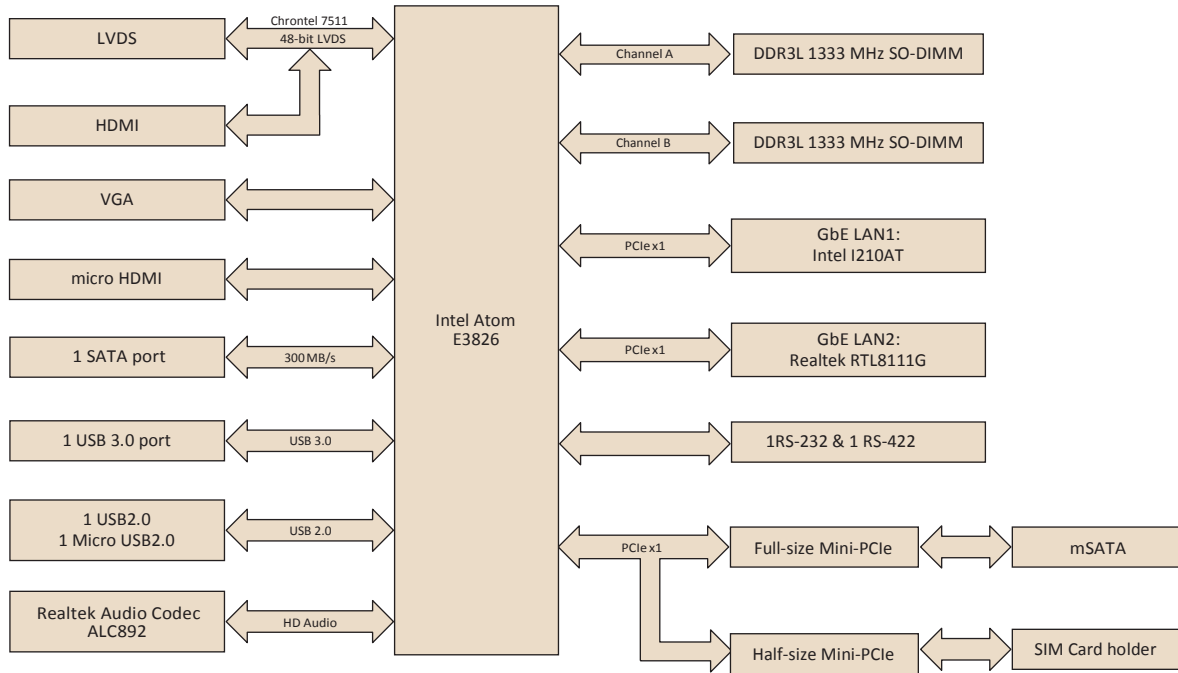 Chrontel 7511
LVDS
48-bit LVDS
HDMI
VGA
micro HDMI
1 SATA port
300 MB/s
1 USB 3.0 port
USB 3.0
1 USB2.0
1 Micro USB2.0
USB 2.0
Realtek Audio Codec
ALC892
HD Audio
Intel Atom
E3826
Channel A
DDR3L 1333 MHz SO-DIMM
Channel B
DDR3L 1333 MHz SO-DIMM
PCIe x1
GbE LAN1:
Intel I210AT
PCIe x1
GbE LAN2:
Realtek RTL8111G
1RS-232 & 1 RS-422
PCIe x1
Full-size Mini-PCIe
mSATA
Half-size Mini-PCIe
SIM Card holder